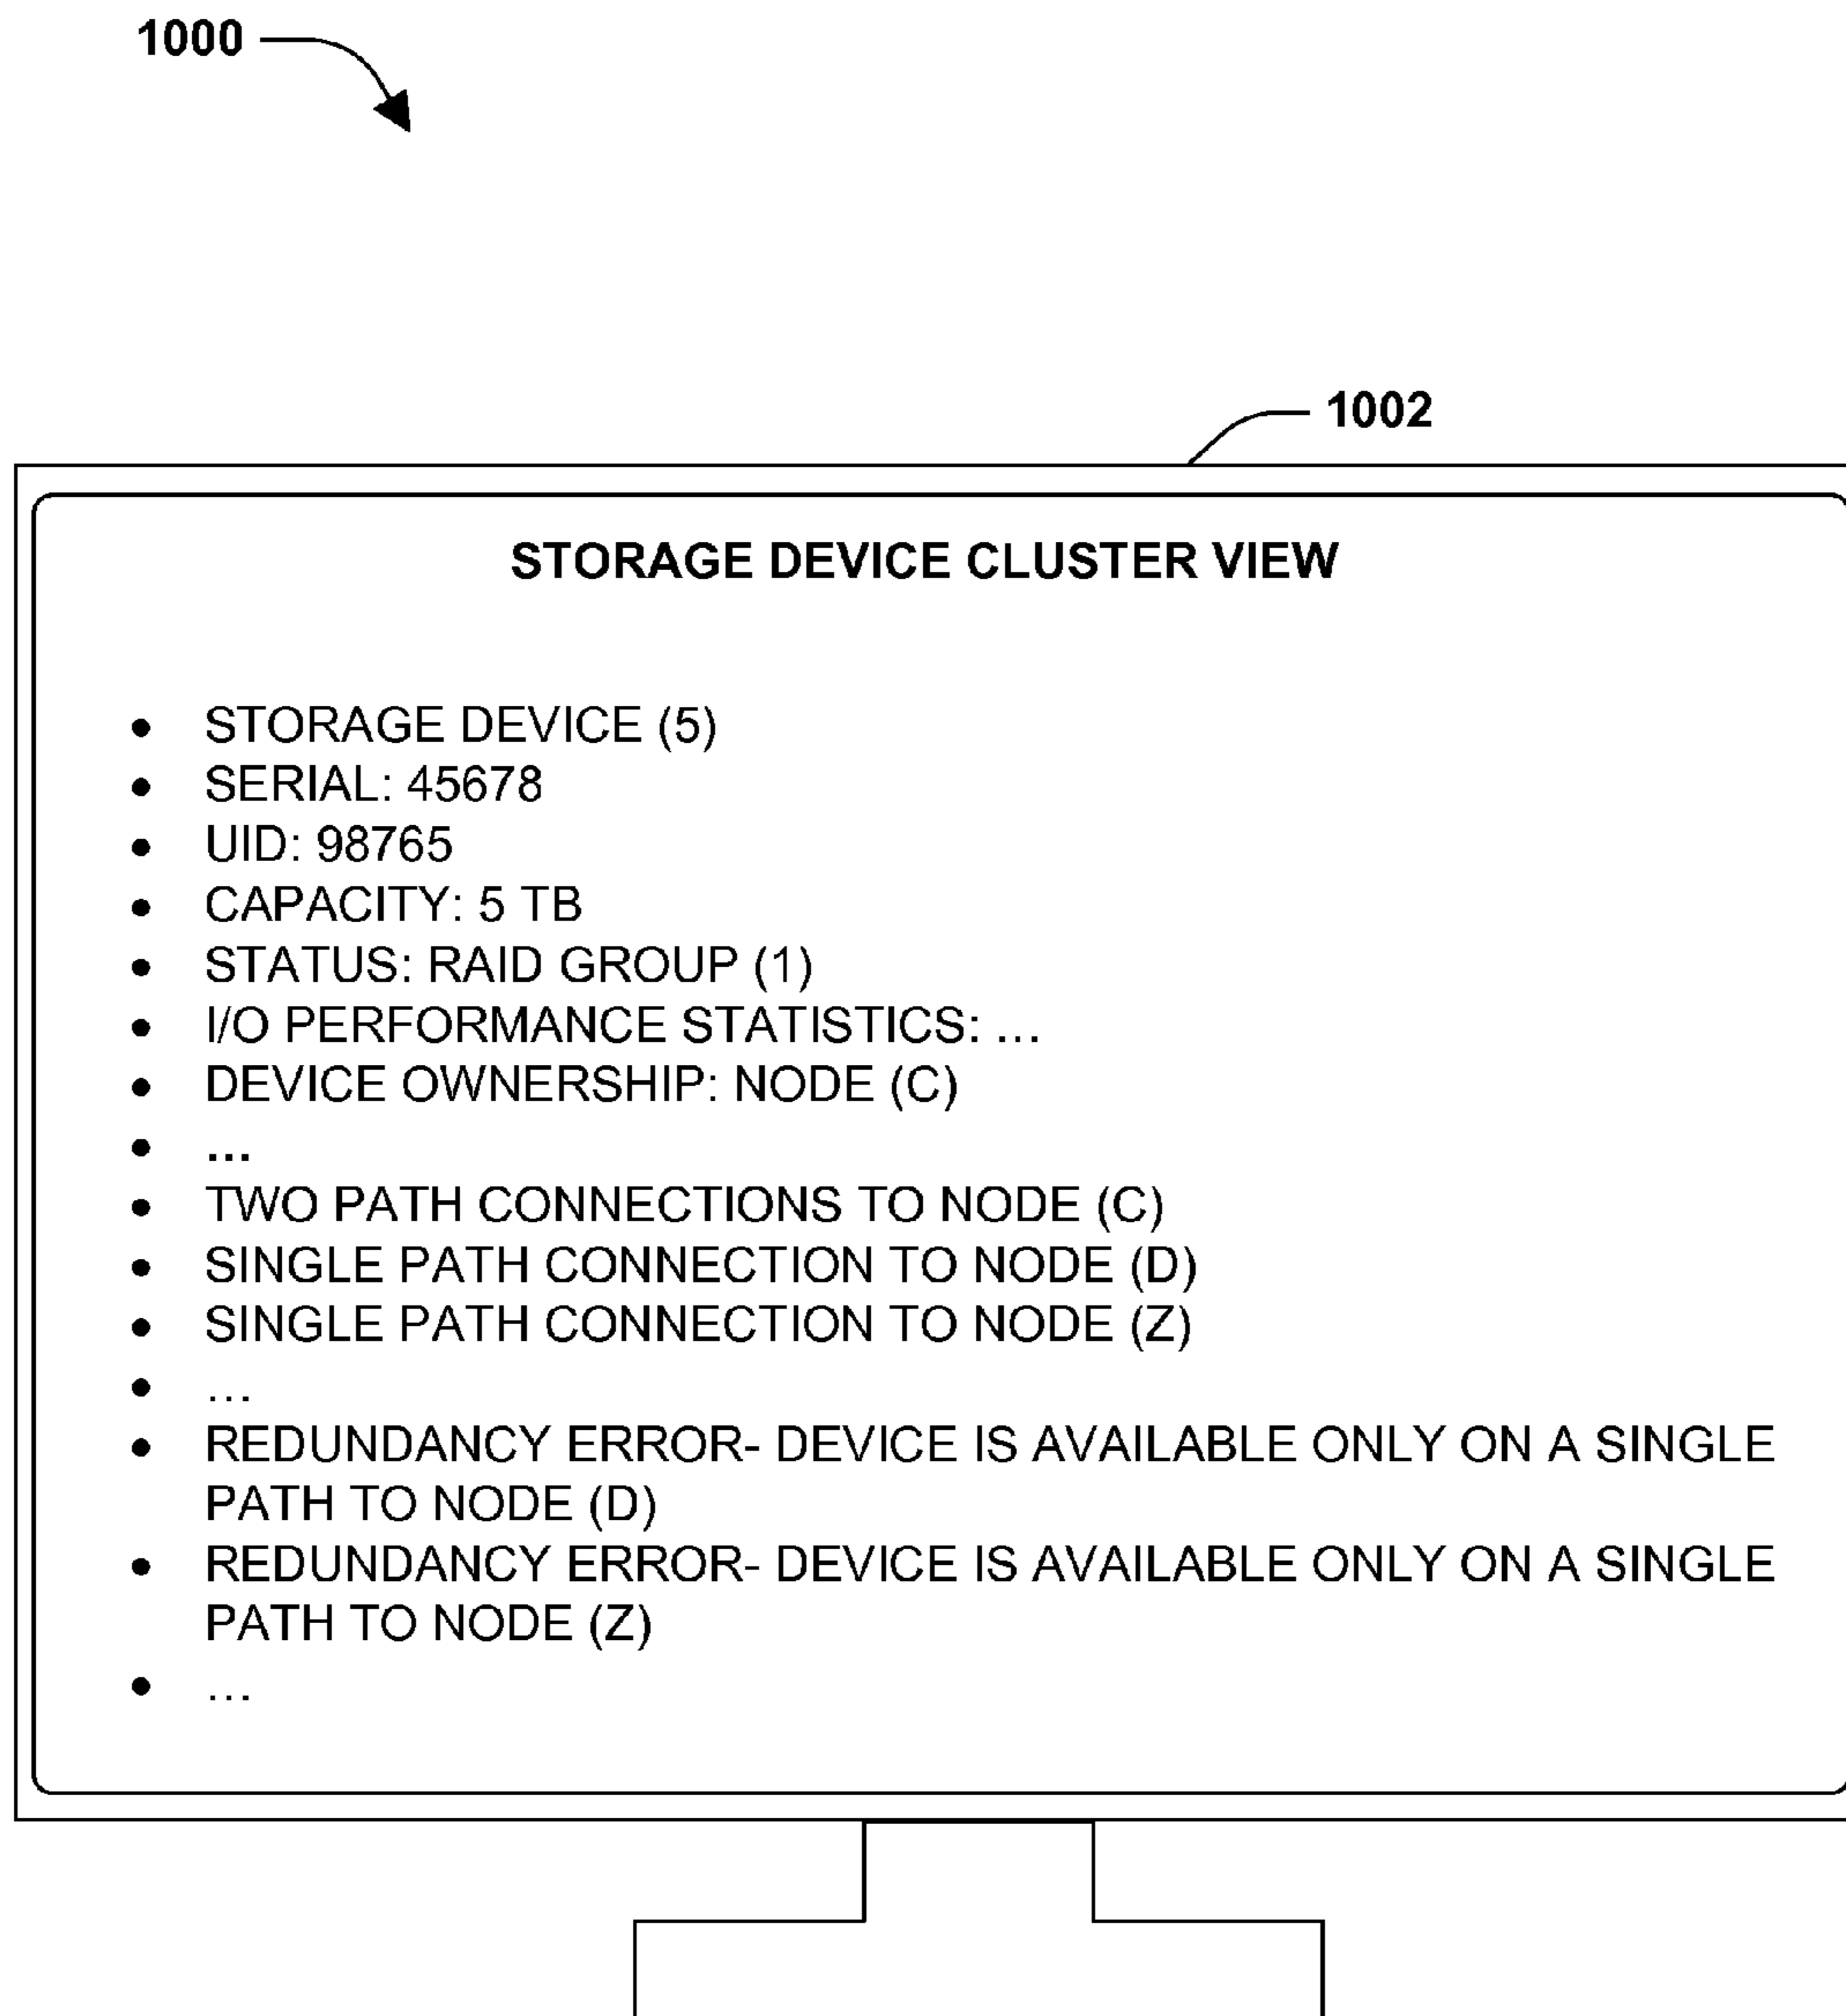 1000
1002
STORAGE DEVICE CLUSTER VIEW
• STORAGE DEVICE (5)
• SERIAL: 45678
• UID: 98765
• CAPACITY: 5 TB
• STATUS: RAID GROUP (1)
• I/O PERFORMANCE STATISTICS: ...
• DEVICE OWNERSHIP: NODE (C)
• ...
• TWO PATH CONNECTIONS TO NODE (C)
• SINGLE PATH CONNECTION TO NODE (D)
• SINGLE PATH CONNECTION TO NODE (Z)
• ...
• REDUNDANCY ERROR- DEVICE IS AVAILABLE ONLY ON A SINGLE
PATH TO NODE (D)
• REDUNDANCY ERROR- DEVICE IS AVAILABLE ONLY ON A SINGLE
PATH TO NODE (Z)
• ...